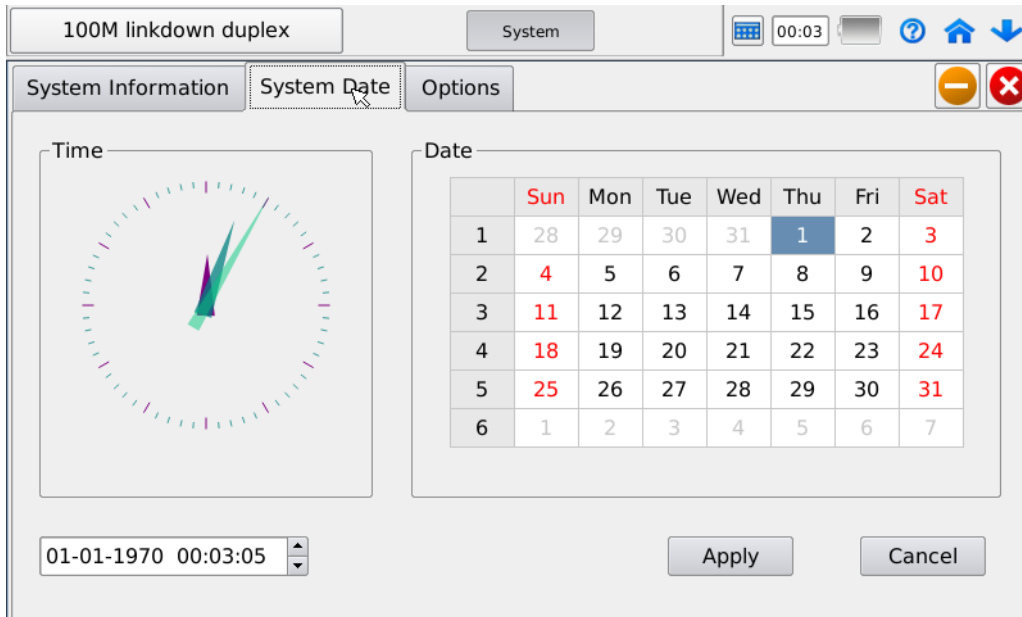 100M linkdown duplex System 00:03
System Information System Date Options
Time Date
Sun Mon Tue Wed Thu Fri Sat
1 28 29 30 31 1 2 3
2 4 5 6 7 8 9 10
3 11 12 13 14 15 16 17
4 18 19 20 21 22 23 24
5 25 26 27 28 29 30 31
6 1 2 3 4 5 6 7
01-01-1970 00:03:05 Apply Cancel